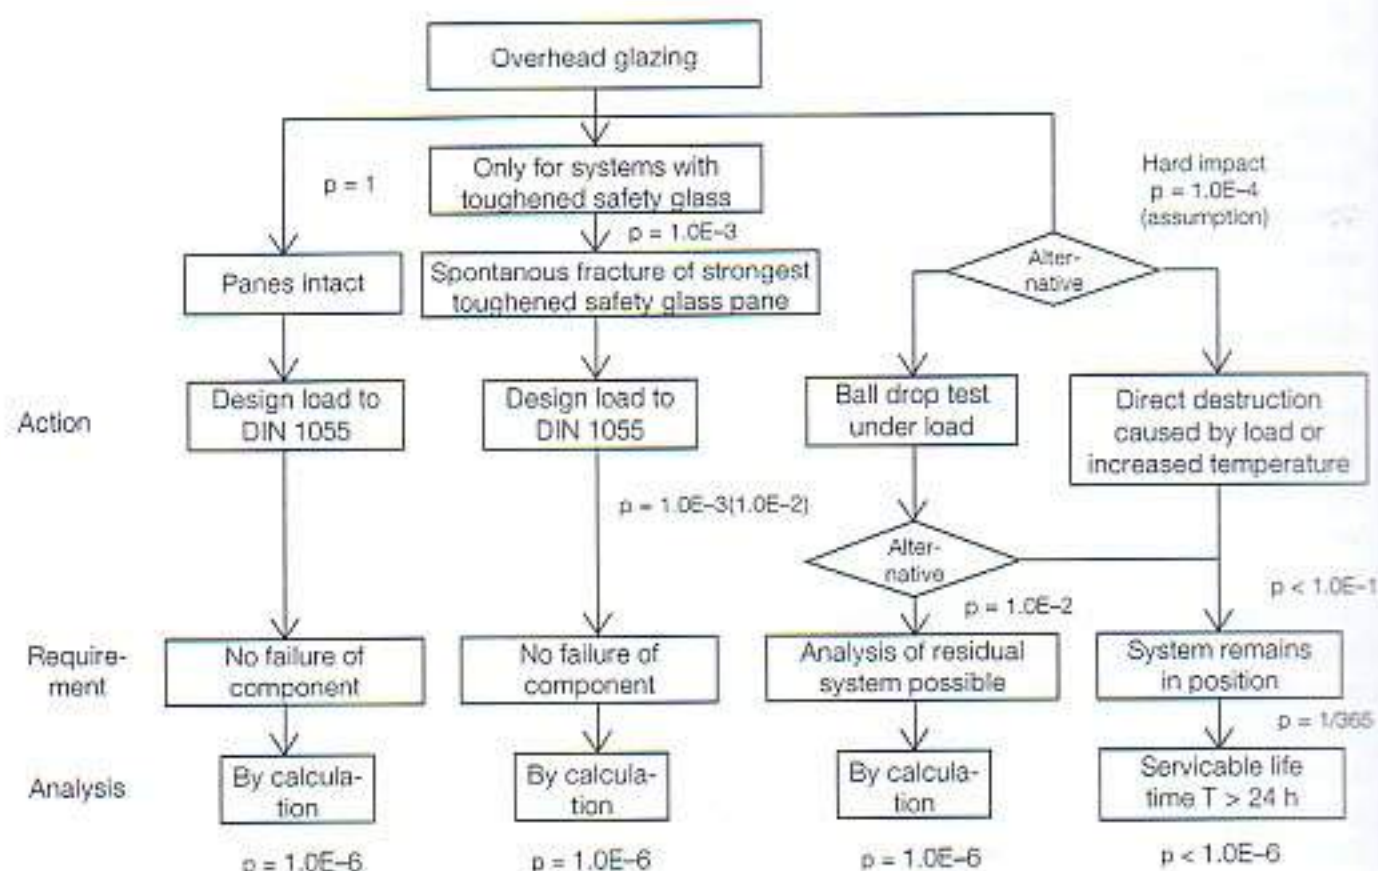 Overhead glazing
Only for systems with
toughened safety glass
p = 1
Hard impact
p = 1.0E–4
(assumption)
p = 1.0E–3
Panes intact
Spontanous fracture of strongest
toughened safety glass pane
Alter-
native
Action
Design load to
DIN 1055
Design load to
DIN 1055
Ball drop test
under load
Direct destruction
caused by load or
increased temperature
p = 1.0E–3(1.0E–2)
Alter-
native
p < 1.0E–1
p = 1.0E–2
Require-
ment
No failure of
component
No failure of
component
Analysis of residual
system possible
System remains
in position
p = 1/365
Analysis
By calcula-
tion
By calcula-
tion
By calcula-
tion
Servicable life
time T > 24 h
p = 1.0E–6
p = 1.0E–6
p = 1.0E–6
p < 1.0E–6